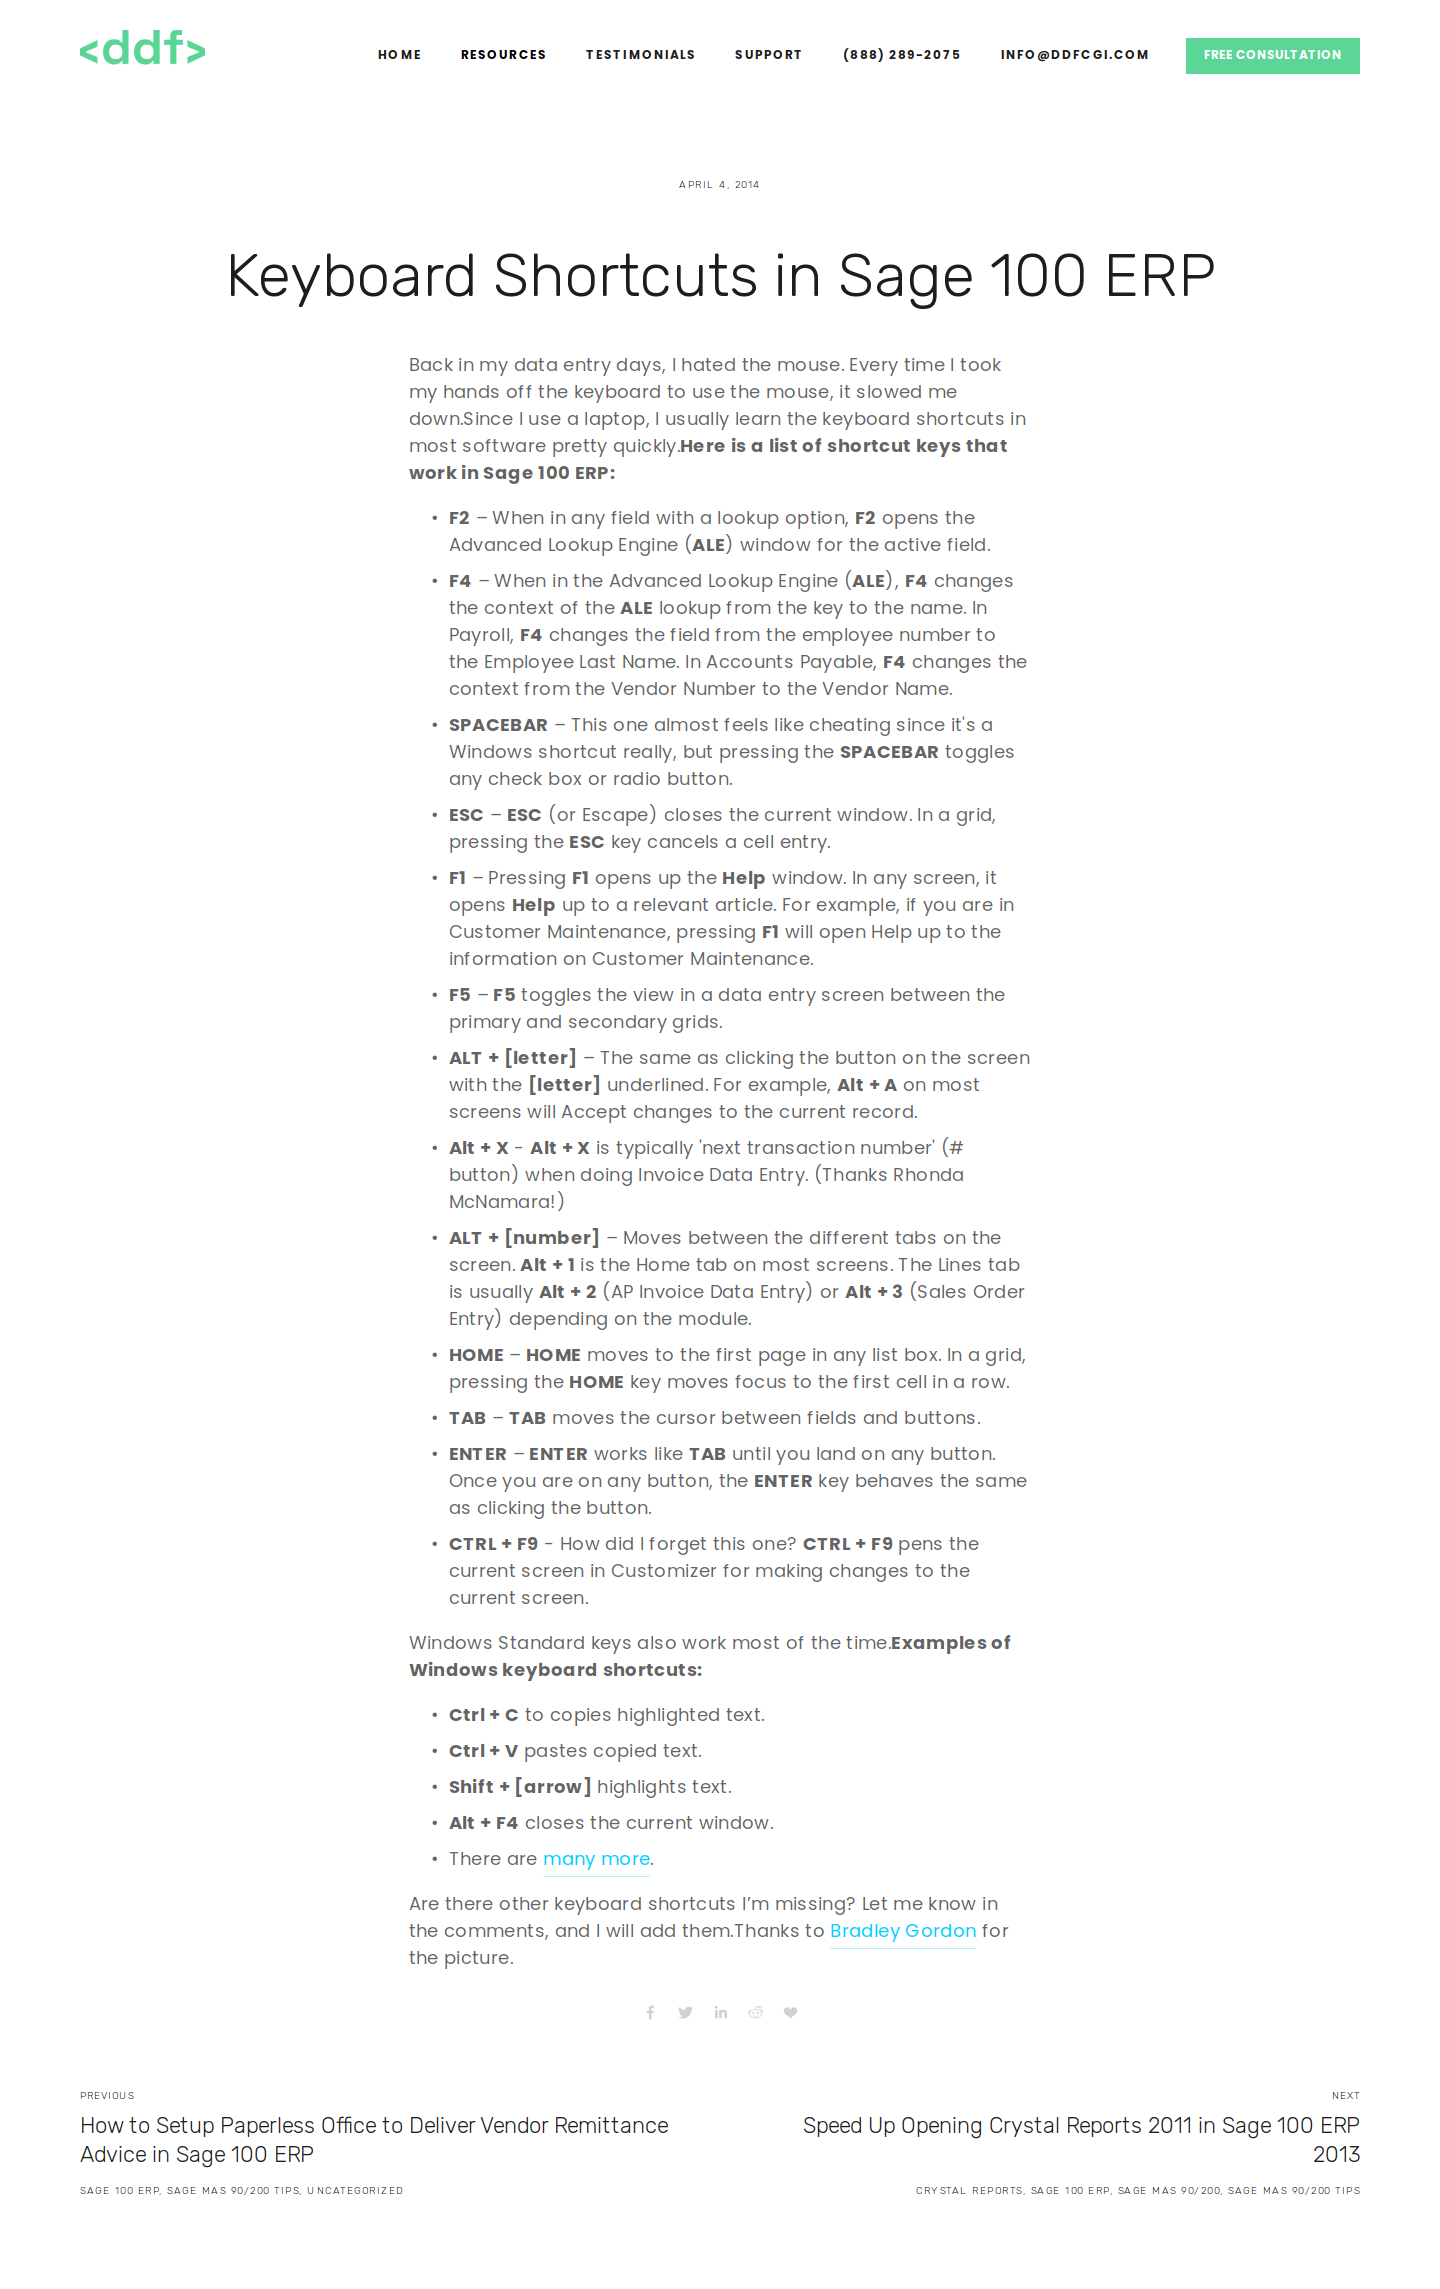 <ddf>
HOME RESOURCES TESTIMONIALS SUPPORT (888) 289-2075 INFO@DDFCGI.COM FREE CONSULTATION
APRIL 4, 2014
Keyboard Shortcuts in Sage 100 ERP
Back in my data entry days, I hated the mouse. Every time I took
my hands off the keyboard to use the mouse, it slowed me
down.Since I use a laptop, I usually learn the keyboard shortcuts in
most software pretty quickly.Here is a list of shortcut keys that
work in Sage 100 ERP:
• F2 – When in any field with a lookup option, F2 opens the
Advanced Lookup Engine (ALE) window for the active field.
• F4 – When in the Advanced Lookup Engine (ALE), F4 changes
the context of the ALE lookup from the key to the name. In
Payroll, F4 changes the field from the employee number to
the Employee Last Name. In Accounts Payable, F4 changes the
context from the Vendor Number to the Vendor Name.
• SPACEBAR – This one almost feels like cheating since it's a
Windows shortcut really, but pressing the SPACEBAR toggles
any check box or radio button.
• ESC – ESC (or Escape) closes the current window. In a grid,
pressing the ESC key cancels a cell entry.
• F1 – Pressing F1 opens up the Help window. In any screen, it
opens Help up to a relevant article. For example, if you are in
Customer Maintenance, pressing F1 will open Help up to the
information on Customer Maintenance.
• F5 – F5 toggles the view in a data entry screen between the
primary and secondary grids.
• ALT + [letter] – The same as clicking the button on the screen
with the [letter] underlined. For example, Alt + A on most
screens will Accept changes to the current record.
• Alt + X - Alt + X is typically 'next transaction number' (#
button) when doing Invoice Data Entry. (Thanks Rhonda
McNamara!)
• ALT + [number] – Moves between the different tabs on the
screen. Alt + 1 is the Home tab on most screens. The Lines tab
is usually Alt + 2 (AP Invoice Data Entry) or Alt + 3 (Sales Order
Entry) depending on the module.
• HOME – HOME moves to the first page in any list box. In a grid,
pressing the HOME key moves focus to the first cell in a row.
• TAB – TAB moves the cursor between fields and buttons.
• ENTER – ENTER works like TAB until you land on any button.
Once you are on any button, the ENTER key behaves the same
as clicking the button.
• CTRL + F9 - How did I forget this one? CTRL + F9 pens the
current screen in Customizer for making changes to the
current screen.
Windows Standard keys also work most of the time.Examples of
Windows keyboard shortcuts:
• Ctrl + C to copies highlighted text.
• Ctrl + V pastes copied text.
• Shift + [arrow] highlights text.
• Alt + F4 closes the current window.
• There are many more.
Are there other keyboard shortcuts I’m missing? Let me know in
the comments, and I will add them.Thanks to Bradley Gordon for
the picture.
PREVIOUS
How to Setup Paperless Office to Deliver Vendor Remittance
Advice in Sage 100 ERP
SAGE 100 ERP, SAGE MAS 90/200 TIPS, UNCATEGORIZED
NEXT
Speed Up Opening Crystal Reports 2011 in Sage 100 ERP
2013
CRYSTAL REPORTS, SAGE 100 ERP, SAGE MAS 90/200, SAGE MAS 90/200 TIPS